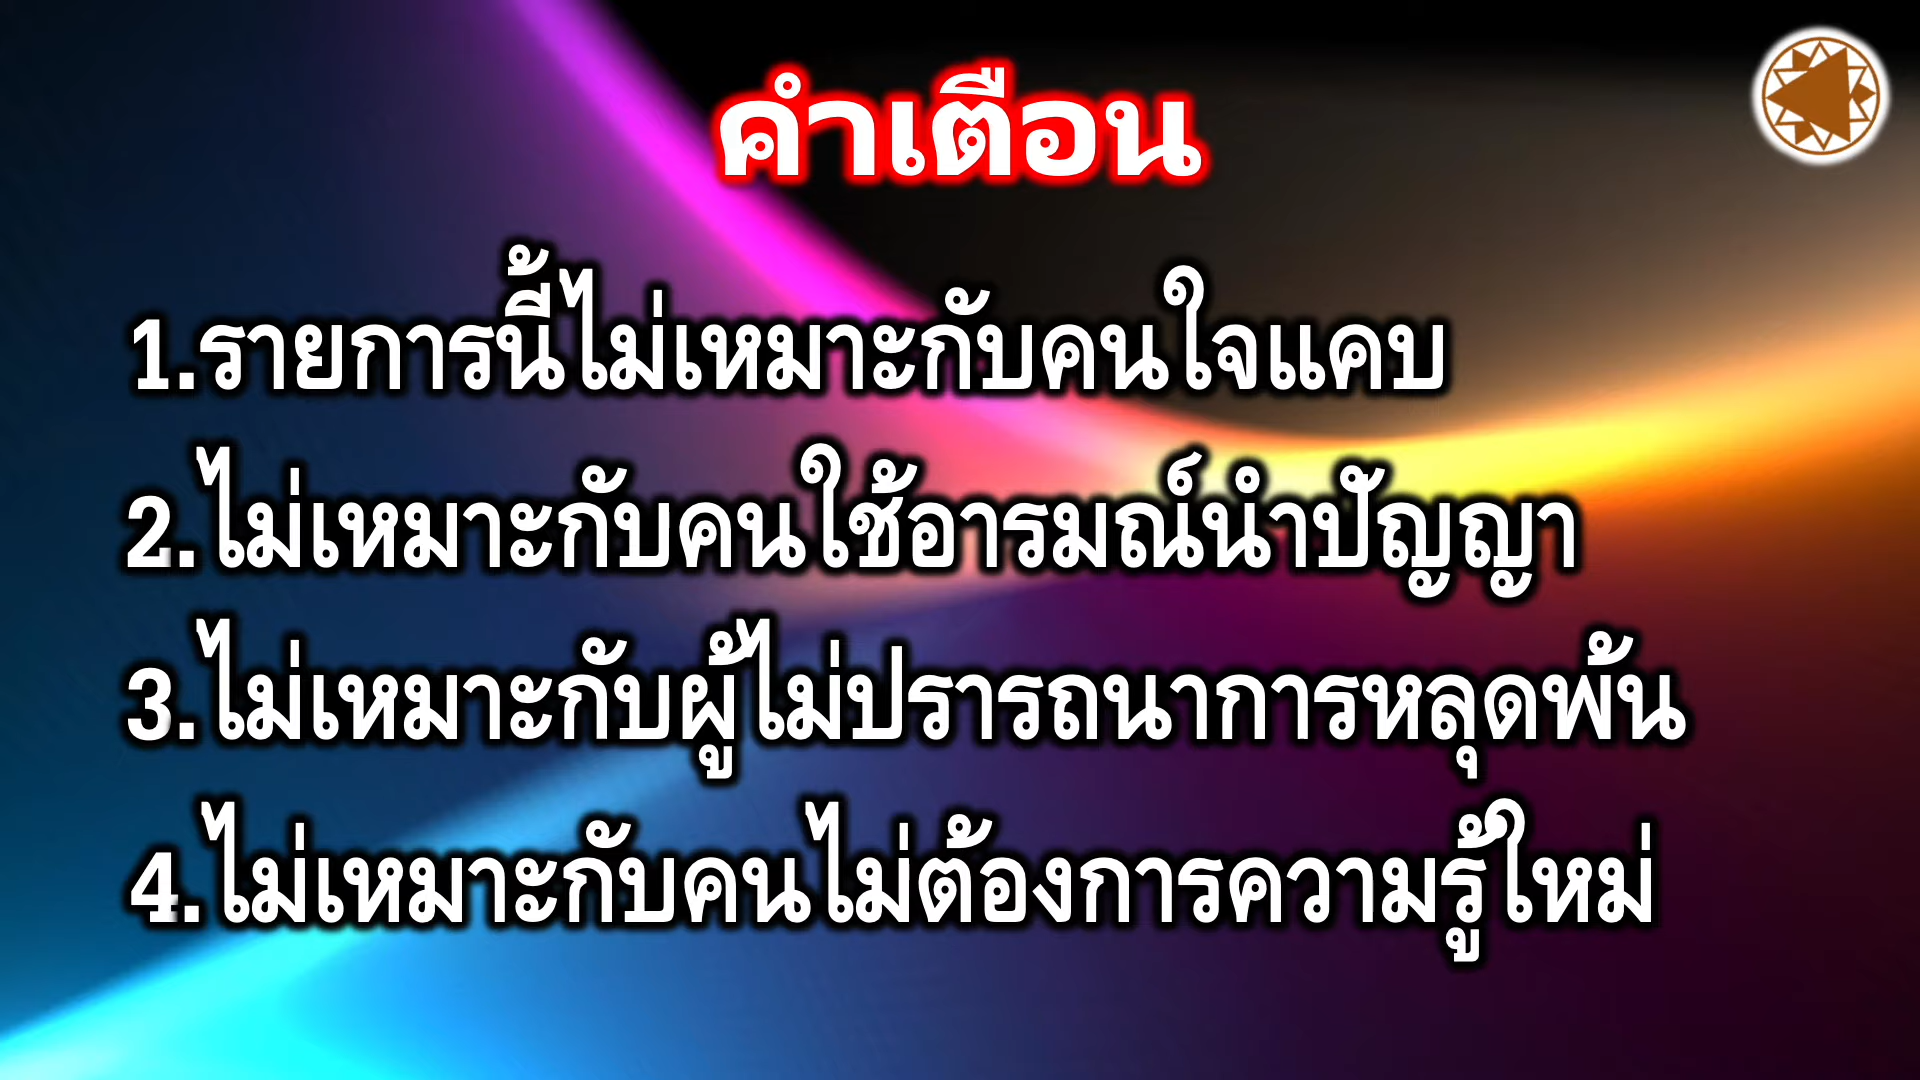 คำเตือน
1.รายการนี้ไม่เหมาะกับคนใจแคบ
2.ไม่เหมาะกับคนใช้อารมณ์นำปัญญา
3.ไม่เหมาะกับผู้ไม่ปรารถนาการหลุดพ้น
4.ไม่เหมาะกับคนไม่ต้องการความรู้ใหม่